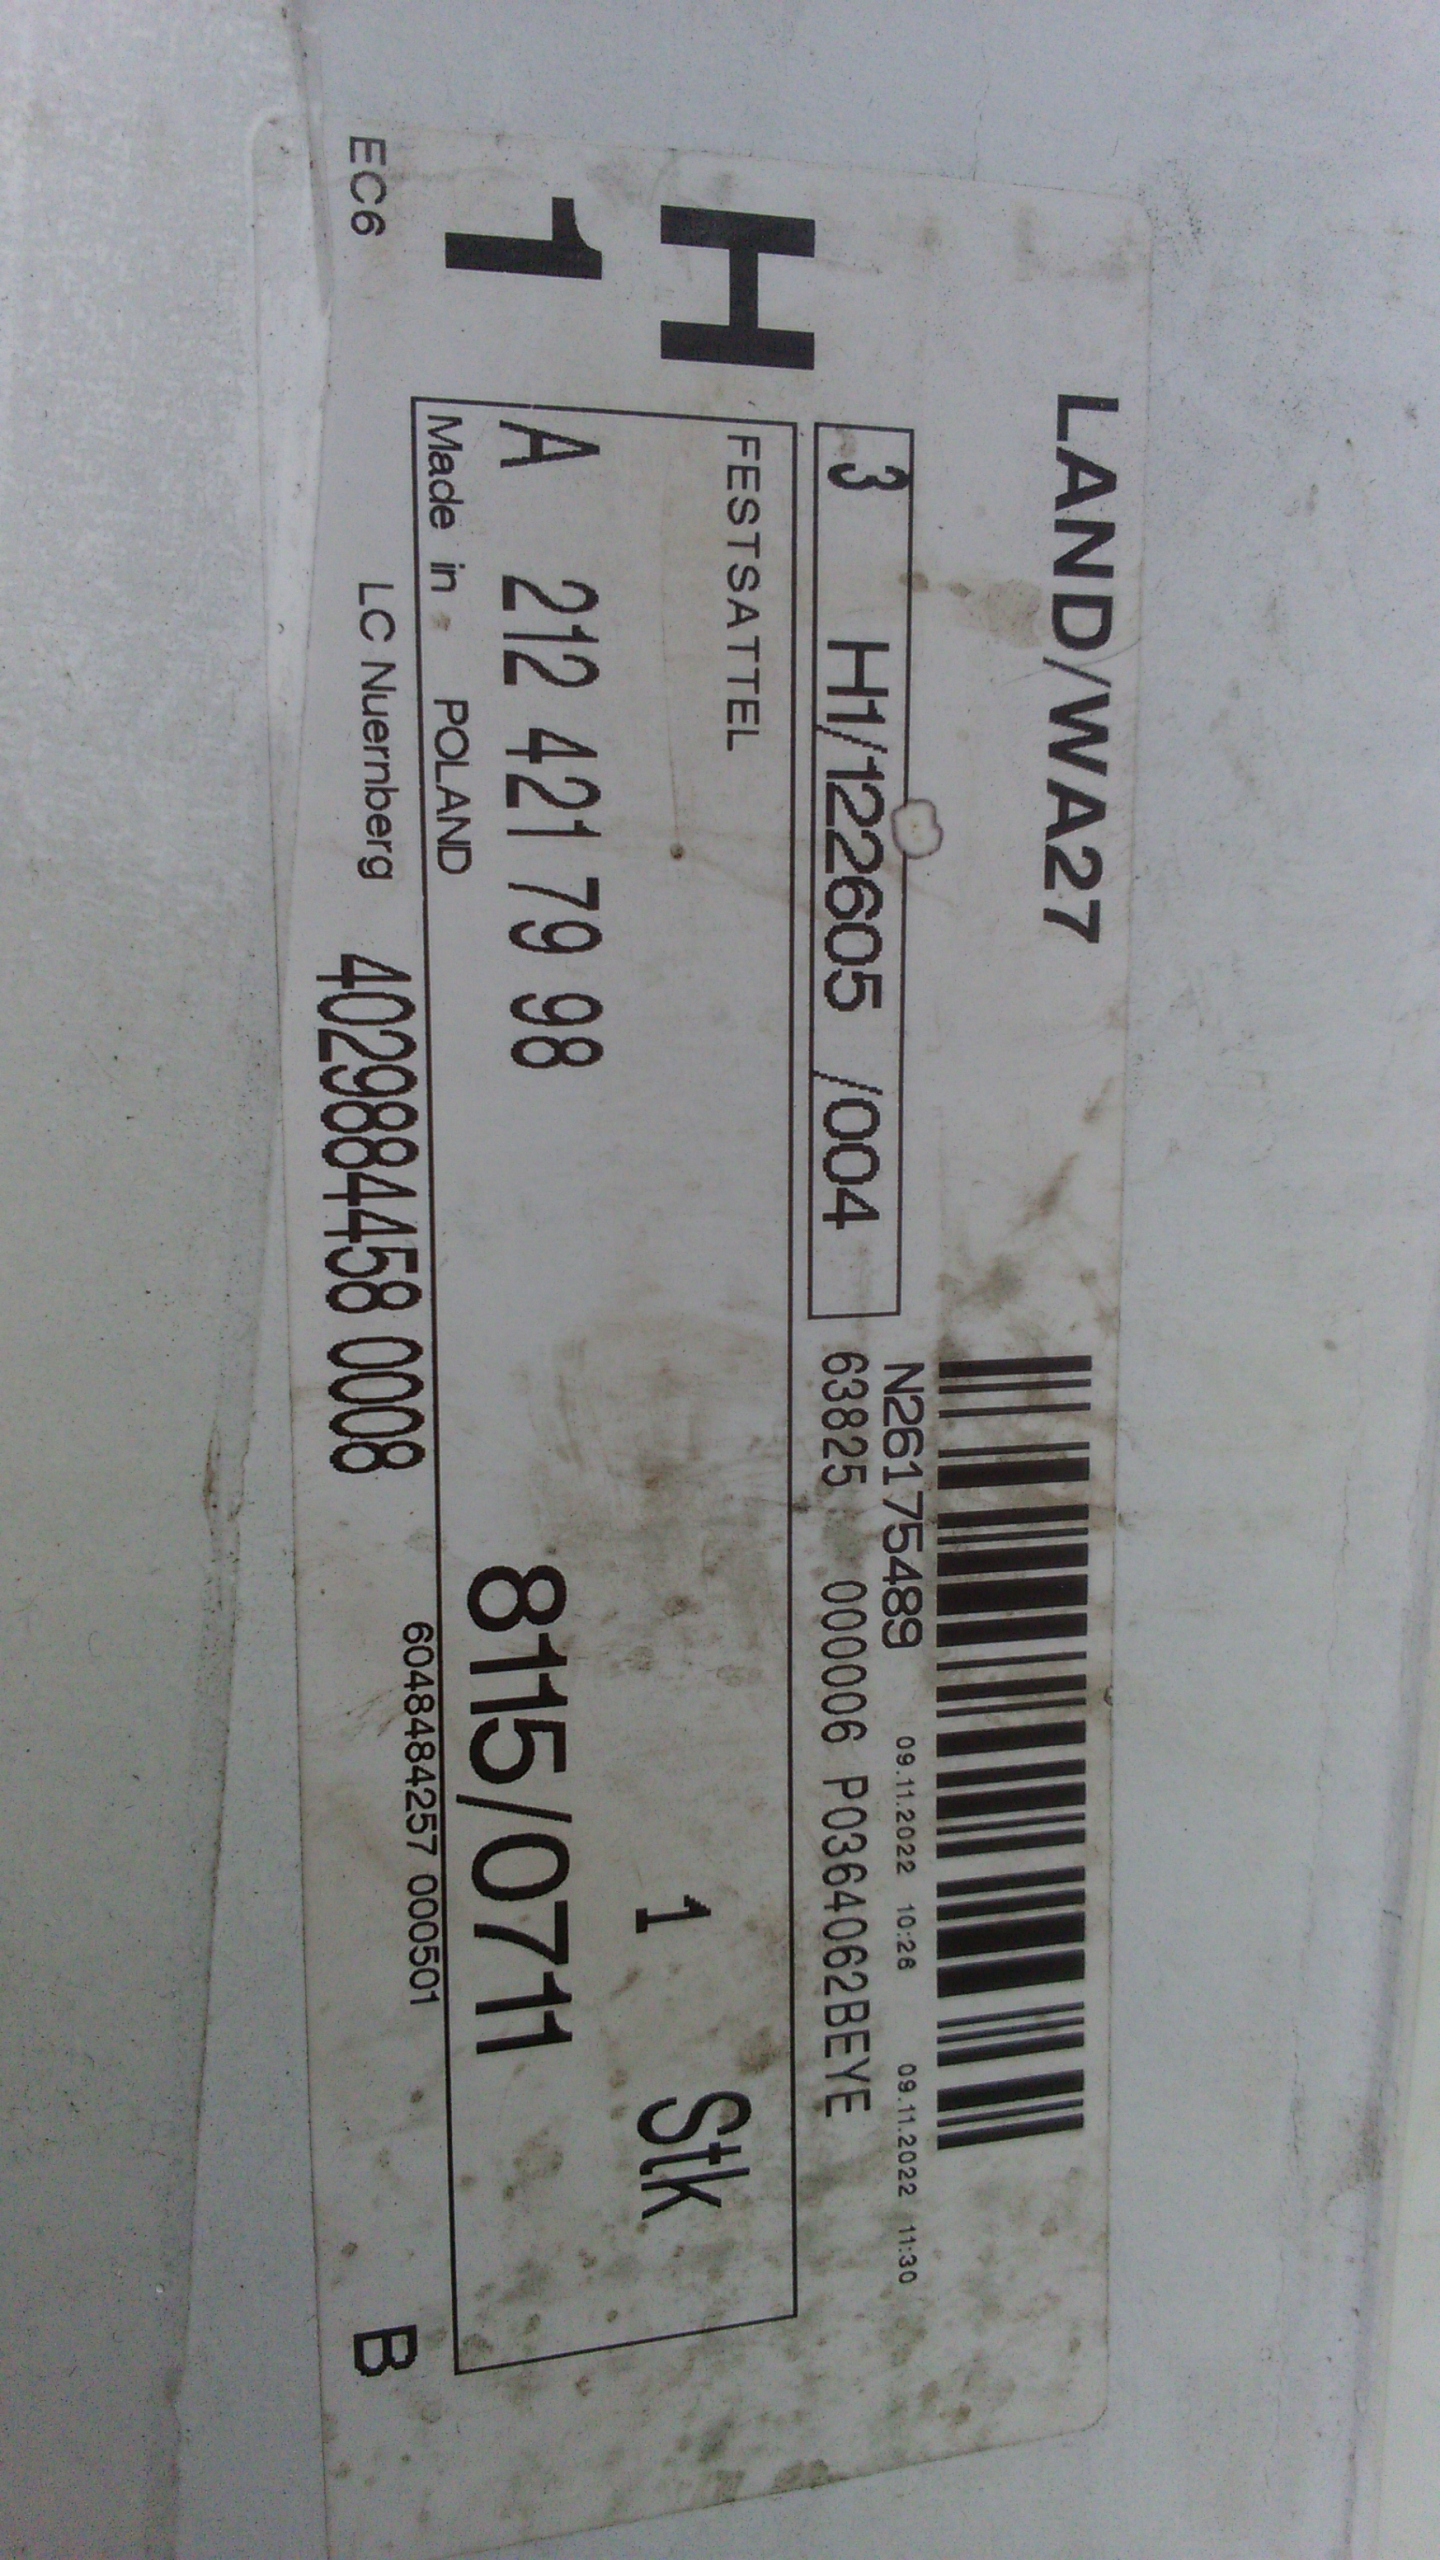 LAND/WA27
N26175489 09.11.2022 10:26 09.11.2022 11:30
H 3 H1/122605 /004 63825 000006 P0364062BEYE
FESTSATTEL
1 Stk
1 A 212 421 79 98 8115/0711
Made in POLAND
EC6 LC Nuernberg 4029884458 0008 6048484257 000501 B